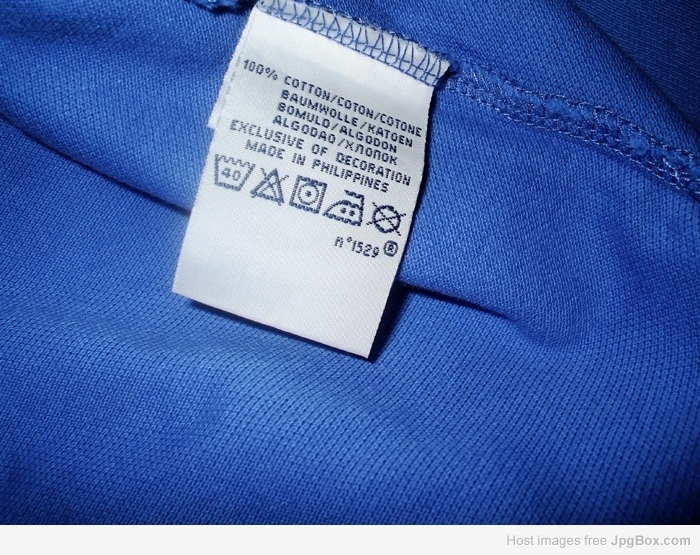 100% COTTON/COTON/COTONE
BAUMWOLLE/KATOEN
BOMULD/ALGODON
ALGODAO/ХЛОПОК
EXCLUSIVE OF DECORATION
MADE IN PHILIPPINES
40
n°1529 ®
Host images free JpgBox.com